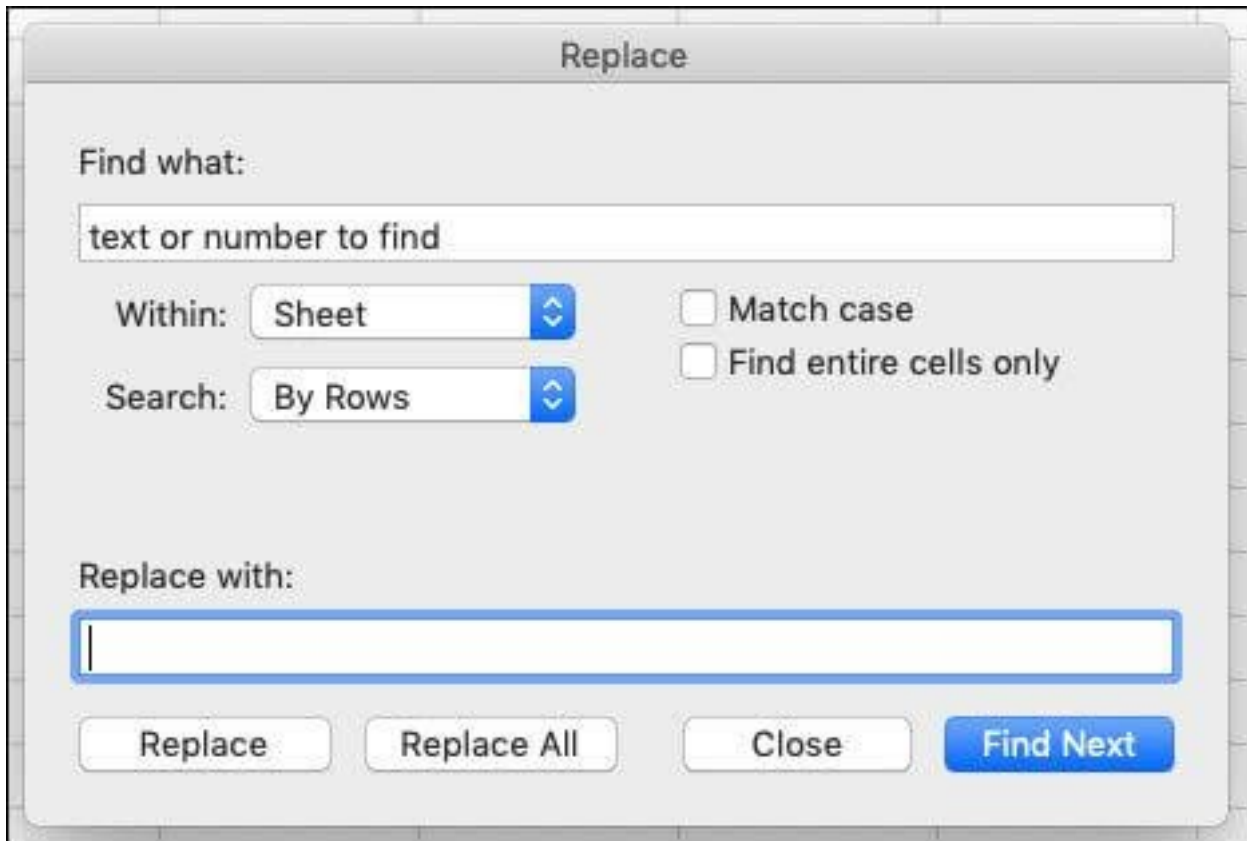 Replace
Find what:
text or number to find
Within: Sheet
Match case
Find entire cells only
Search: By Rows
Replace with:
Replace Replace All Close Find Next